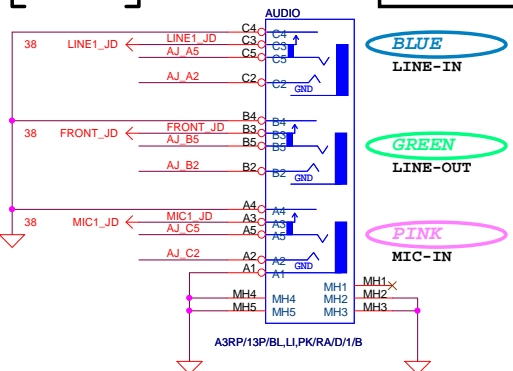 AUDIO
C4 C4
38 LINE1_JD LINE1_JD C3 C3 BLUE
AJ_A5 C5 C5 LINE-IN
AJ_A2 C2 C2
GND
B4 B4
38 FRONT_JD FRONT_JD B3 B3 GREEN
AJ_B5 B5 B5
AJ_B2 B2 B2 LINE-OUT
GND
A4 A4
38 MIC1_JD MIC1_JD A3 A3 PINK
AJ_C5 A5 A5
AJ_C2 A2 A2 MIC-IN
GND
A1 A1
MH1 MH1
MH4 MH4 MH2 MH2
MH5 MH5 MH3 MH3
A3RP/13P/BL,LI,PK/RA/D/1/B